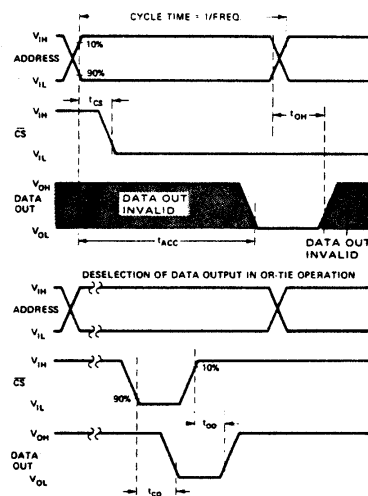 CYCLE TIME = 1/FREQ.
VIH
10%
ADDRESS
90%
VIL
tCS
VIH
tOH
CS
VIL
VOH
DATA OUT
DATA OUT INVALID
VOL
tACC
DATA OUT INVALID
DESELECTION OF DATA OUTPUT IN OR-TIE OPERATION
VIH
ADDRESS
VIL
VIH
10%
CS
90%
VIL
tOD
VOH
DATA OUT
VOL
tCO